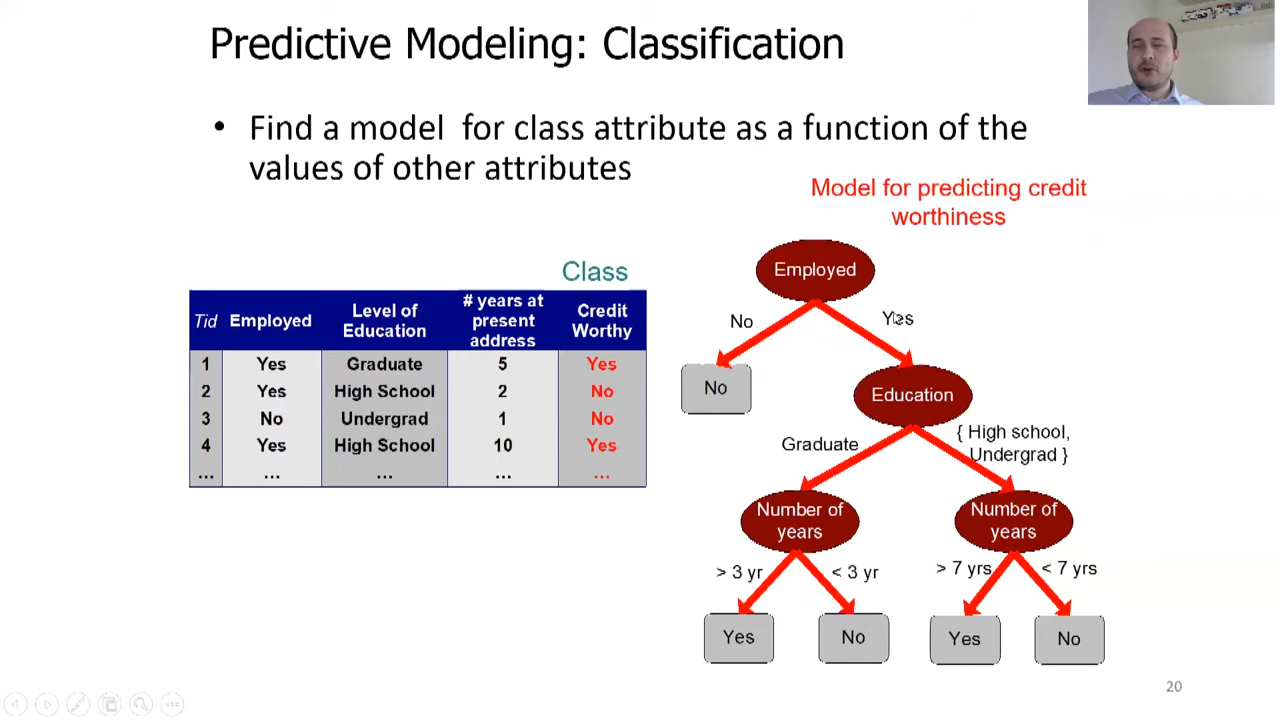 Predictive Modeling: Classification
• Find a model for class attribute as a function of the
values of other attributes
Model for predicting credit
worthiness
Class
Tid Employed Level of Education # years at present address Credit Worthy
1 Yes Graduate 5 Yes
2 Yes High School 2 No
3 No Undergrad 1 No
4 Yes High School 10 Yes
... ... ... ... ...
Employed
No Yes
No
Education
Graduate { High school,
Undergrad }
Number of
years
Number of
years
> 3 yr < 3 yr > 7 yrs < 7 yrs
Yes No Yes No
20